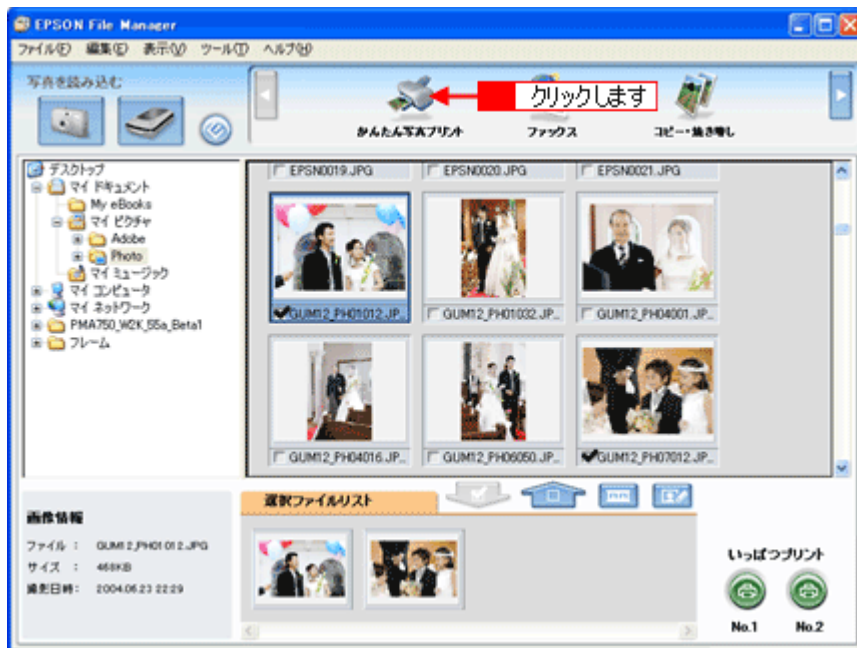 EPSON File Manager
ファイル(F) 編集(E) 表示(V) ツール(T) ヘルプ(H)
写真を読み込む
クリックします
かんたん写真プリント
ファックス
コピー・焼き増し
デスクトップ
マイ ドキュメント
My eBooks
マイ ピクチャ
Adobe
Photo
マイ ミュージック
マイ コンピュータ
マイ ネットワーク
PMA750_W2K_55a_Beta1
フレーム
EPSN0019.JPG
EPSN0020.JPG
EPSN0021.JPG
GUM12_PH01012.JP...
GUM12_PH01032.JP...
GUM12_PH04001.JP...
GUM12_PH04016.JP...
GUM12_PH06050.JP...
GUM12_PH07012.JP...
選択ファイルリスト
画像情報
ファイル : GUM12_PH01012.JPG
サイズ : 468KB
撮影日時: 2004.06.23 22:29
いっぱつプリント
No.1
No.2